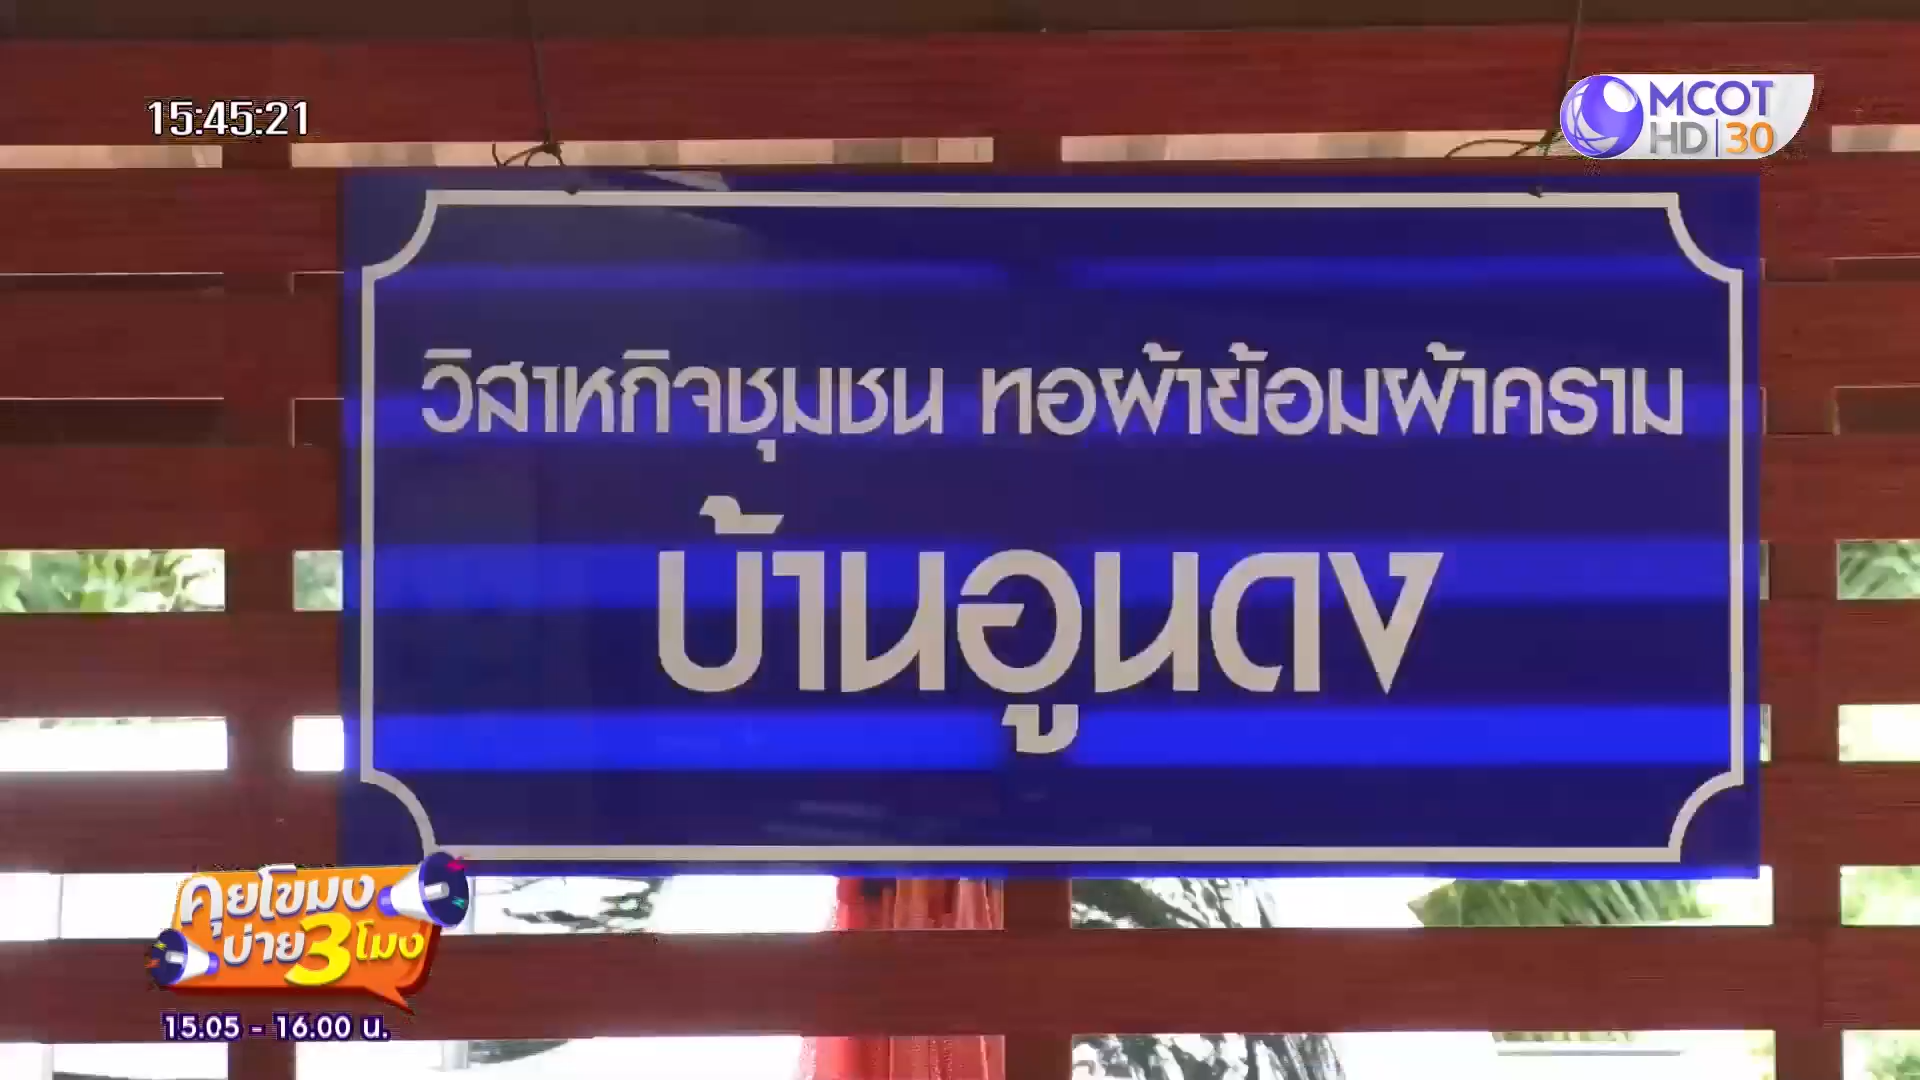 15:45:21
MCOT
HD 30
วิสาหกิจชุมชน ทอผ้าย้อมผ้าคราม
บ้านอูนดง
คุยโขมง
บ่าย 3 โมง
15.05 - 16.00 น.